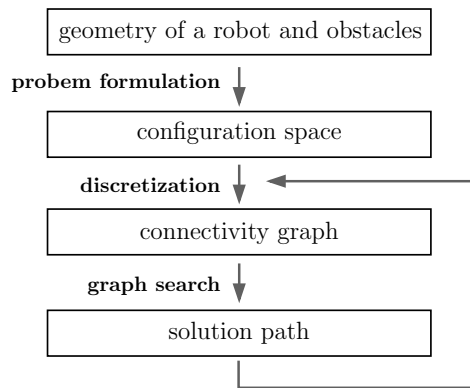 geometry of a robot and obstacles
probem formulation
configuration space
discretization
connectivity graph
graph search
solution path